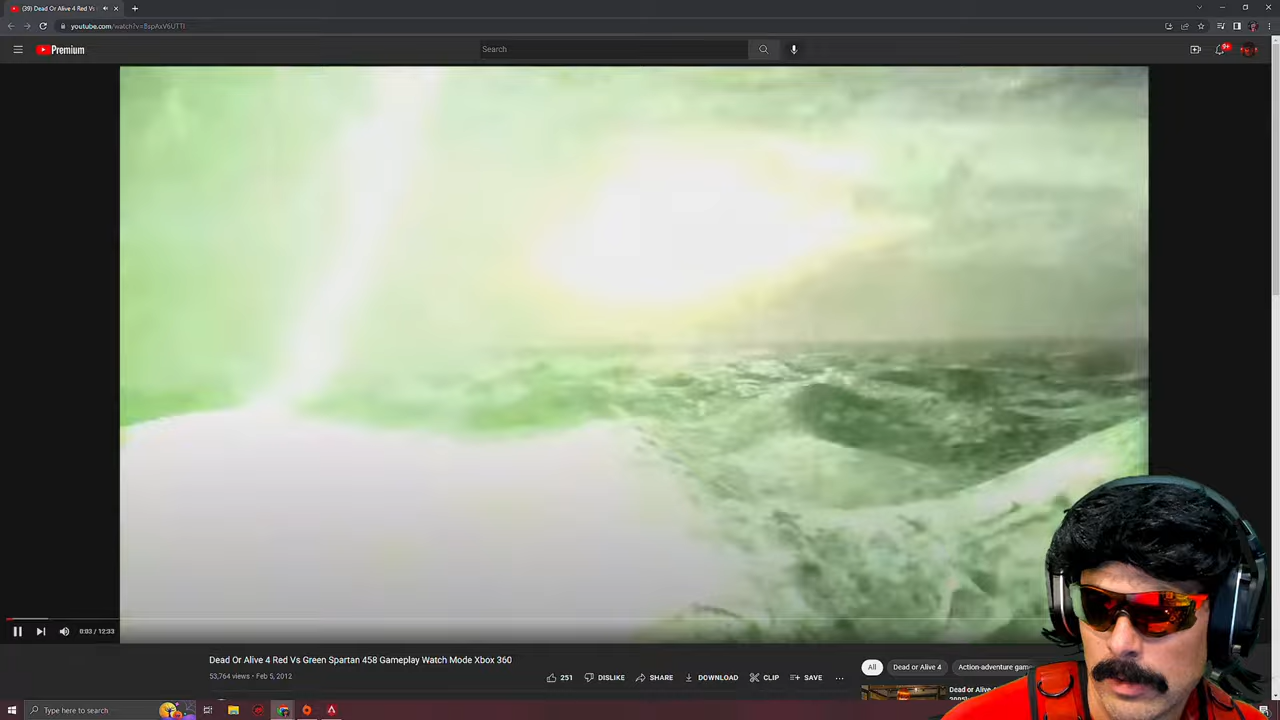 (39) Dead Or Alive 4 Red Vs
youtube.com/watch?v=8spAxV6UTTI
Premium
Search
9+
0:03 / 12:33
Dead Or Alive 4 Red Vs Green Spartan 458 Gameplay Watch Mode Xbox 360
53,764 views • Feb 5, 2012
251
DISLIKE
SHARE
DOWNLOAD
CLIP
SAVE
All
Dead or Alive 4
Action-adventure gam
Dead or Aliv
Type here to search